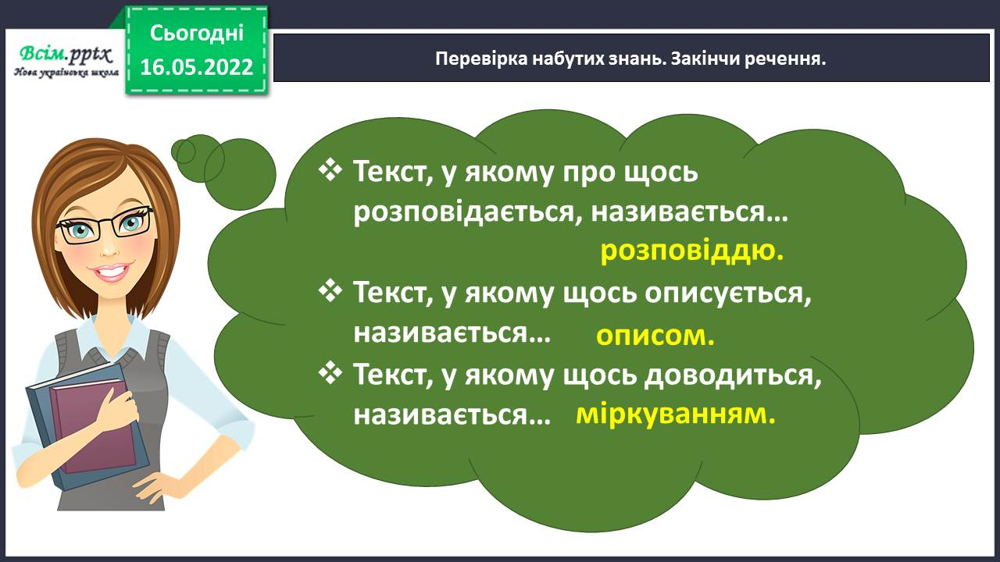 Сьогодні
16.05.2022
Всім.pptx
Нова українська школа
Перевірка набутих знань. Закінчи речення.
❖ Текст, у якому про щось
розповідається, називається…
розповіддю.
❖ Текст, у якому щось описується,
називається… описом.
❖ Текст, у якому щось доводиться,
називається… міркуванням.